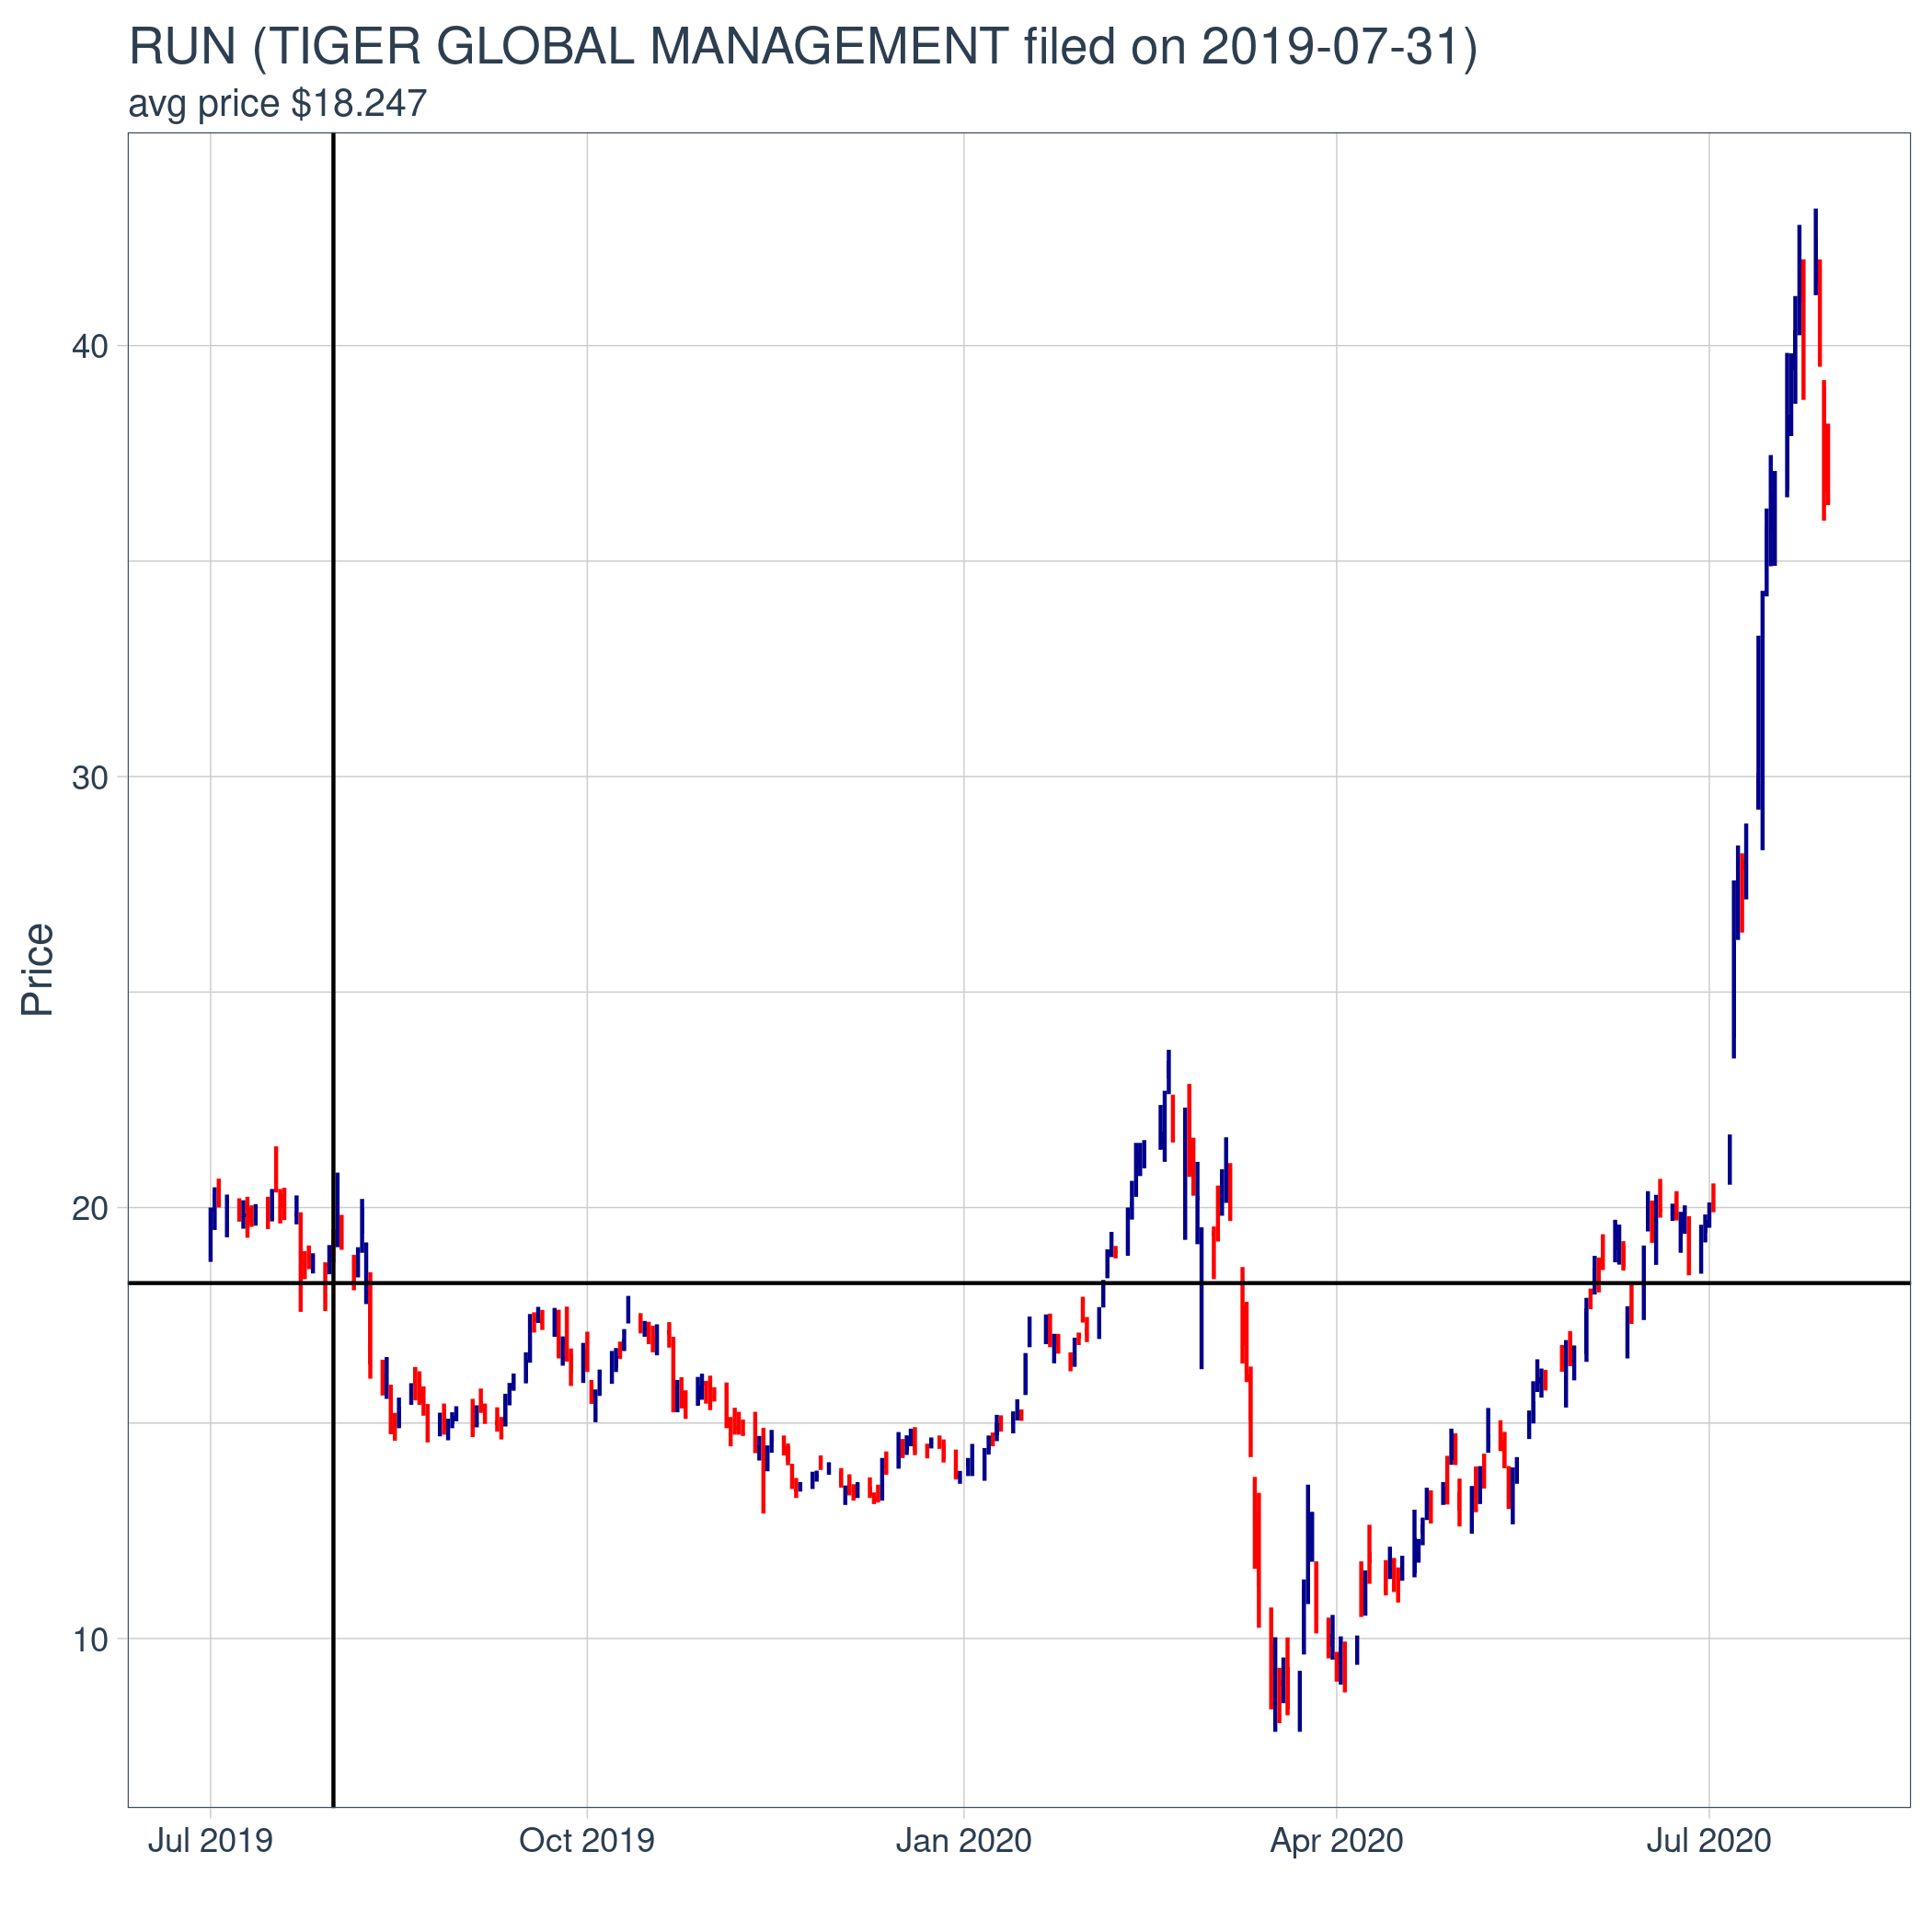 RUN (TIGER GLOBAL MANAGEMENT filed on 2019-07-31)
avg price $18.247
Price
40
30
20
10
Jul 2019 Oct 2019 Jan 2020 Apr 2020 Jul 2020